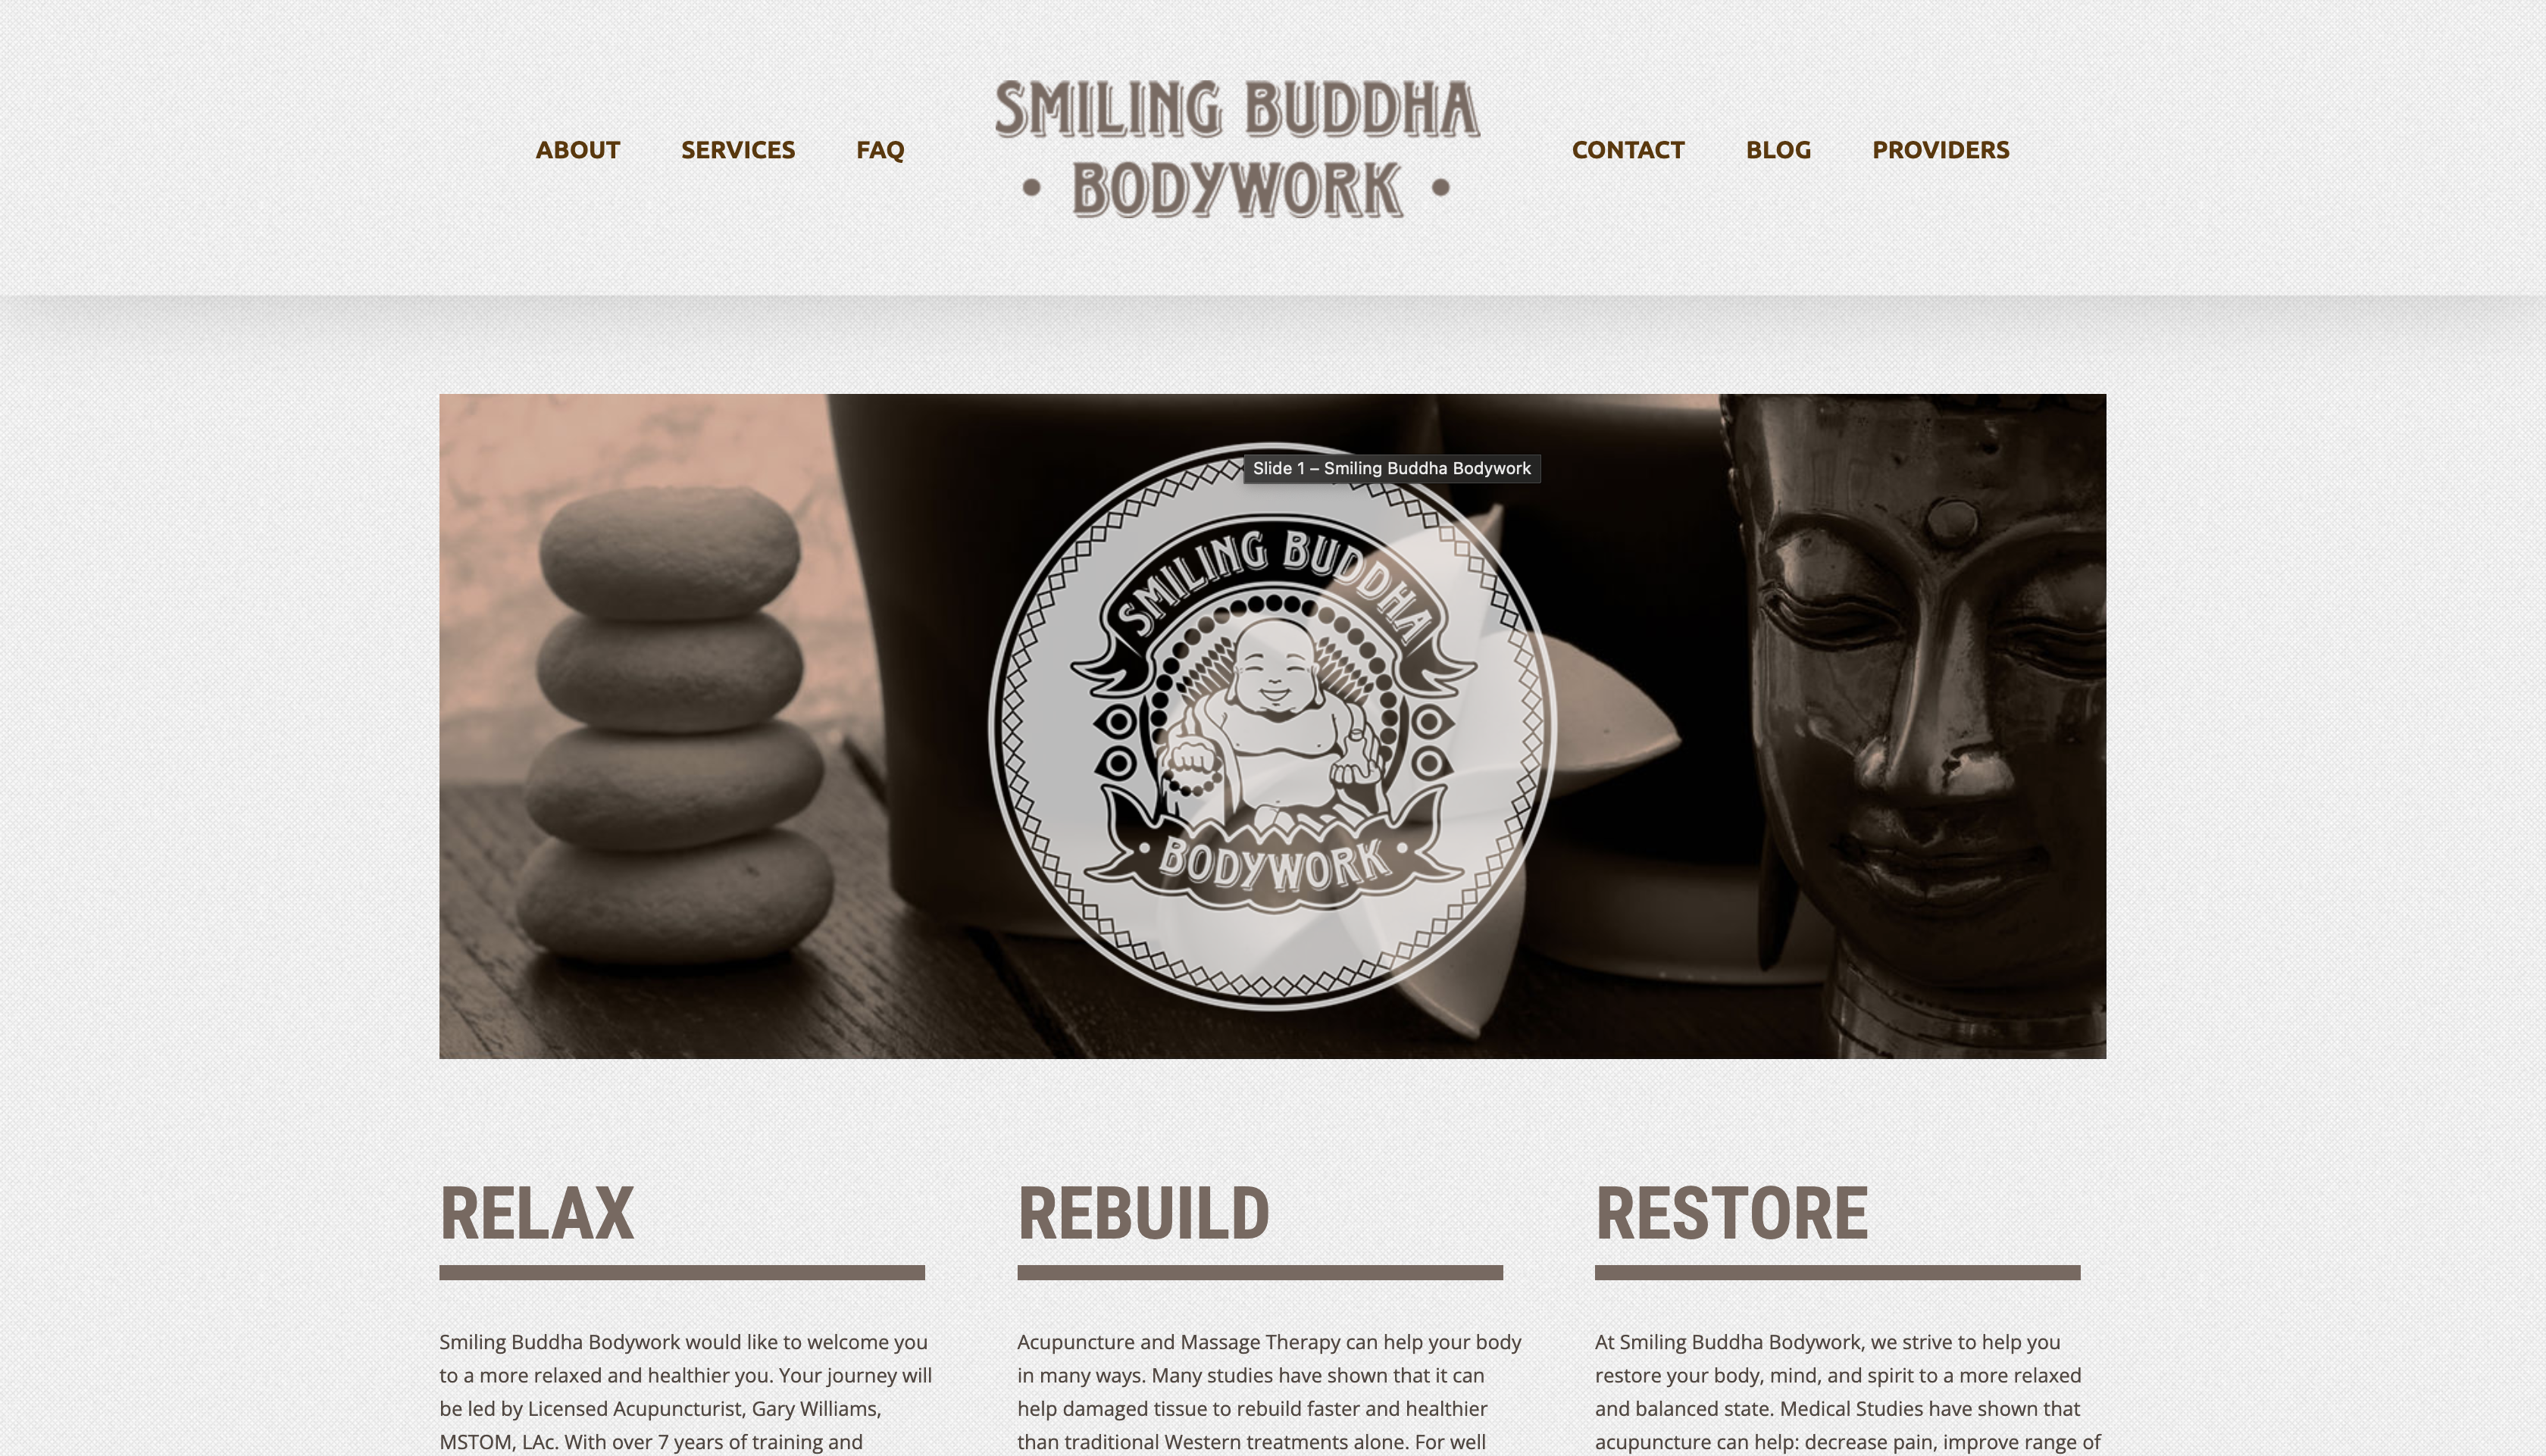 SMILING BUDDHA
• BODYWORK •
ABOUT SERVICES FAQ
CONTACT BLOG PROVIDERS
Slide 1 – Smiling Buddha Bodywork
SMILING BUDDHA
• BODYWORK •
RELAX
Smiling Buddha Bodywork would like to welcome you
to a more relaxed and healthier you. Your journey will
be led by Licensed Acupuncturist, Gary Williams,
MSTOM, LAc. With over 7 years of training and
REBUILD
Acupuncture and Massage Therapy can help your body
in many ways. Many studies have shown that it can
help damaged tissue to rebuild faster and healthier
than traditional Western treatments alone. For well
RESTORE
At Smiling Buddha Bodywork, we strive to help you
restore your body, mind, and spirit to a more relaxed
and balanced state. Medical Studies have shown that
acupuncture can help: decrease pain, improve range of